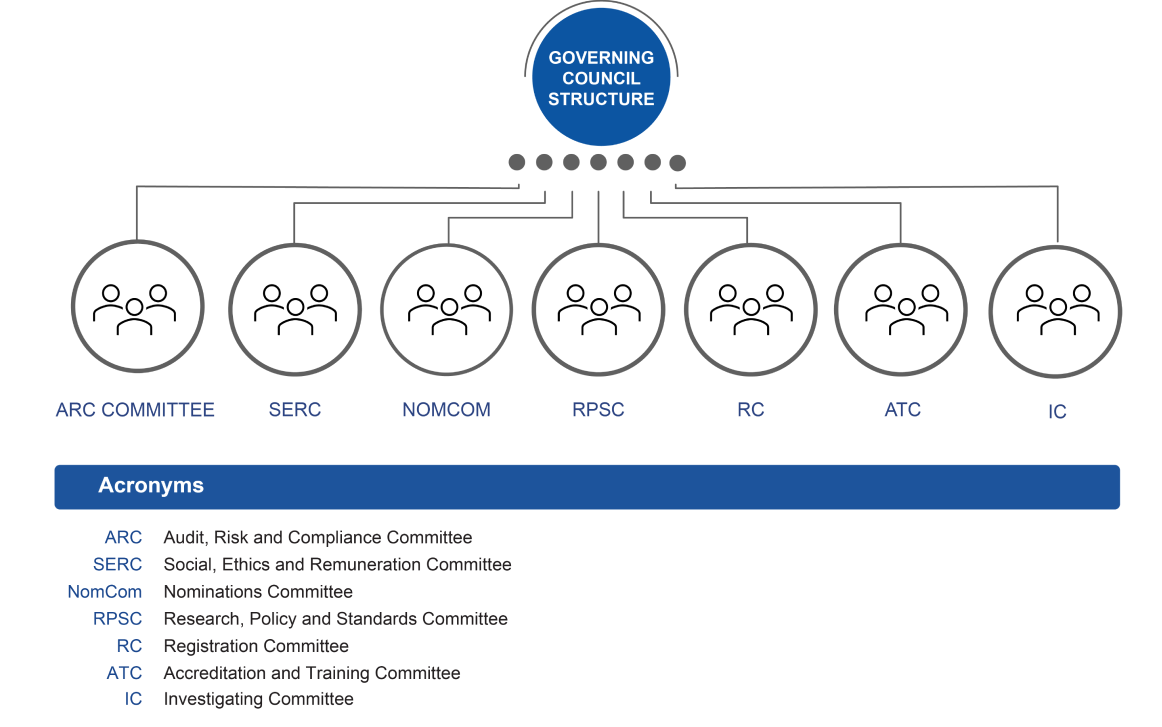 GOVERNING
COUNCIL
STRUCTURE
ARC COMMITTEE
SERC
NOMCOM
RPSC
RC
ATC
IC
Acronyms
ARC Audit, Risk and Compliance Committee
SERC Social, Ethics and Remuneration Committee
NomCom Nominations Committee
RPSC Research, Policy and Standards Committee
RC Registration Committee
ATC Accreditation and Training Committee
IC Investigating Committee